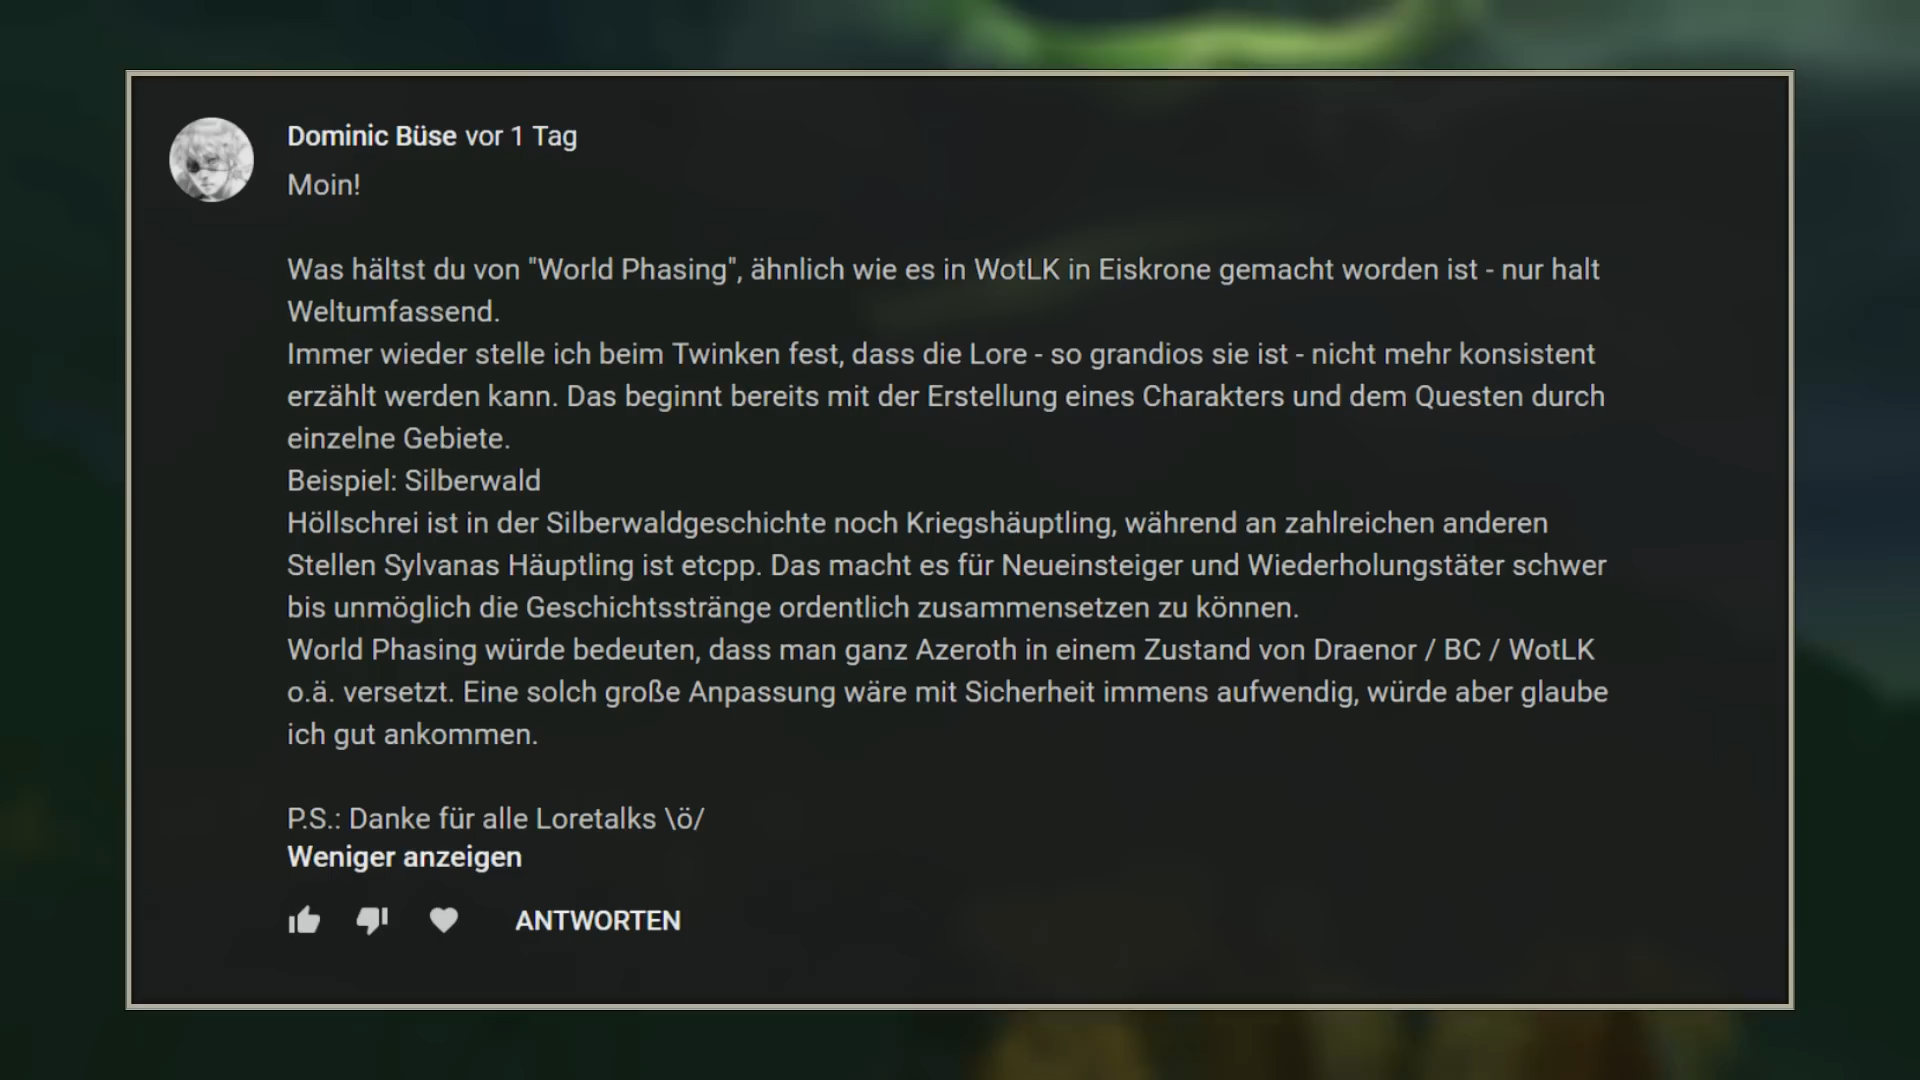 Dominic Büse vor 1 Tag
Moin!
Was hältst du von "World Phasing", ähnlich wie es in WotLK in Eiskrone gemacht worden ist - nur halt
Weltumfassend.
Immer wieder stelle ich beim Twinken fest, dass die Lore - so grandios sie ist - nicht mehr konsistent
erzählt werden kann. Das beginnt bereits mit der Erstellung eines Charakters und dem Questen durch
einzelne Gebiete.
Beispiel: Silberwald
Höllschrei ist in der Silberwaldgeschichte noch Kriegshäuptling, während an zahlreichen anderen
Stellen Sylvanas Häuptling ist etcpp. Das macht es für Neueinsteiger und Wiederholungstäter schwer
bis unmöglich die Geschichtsstränge ordentlich zusammensetzen zu können.
World Phasing würde bedeuten, dass man ganz Azeroth in einem Zustand von Draenor / BC / WotLK
o.ä. versetzt. Eine solch große Anpassung wäre mit Sicherheit immens aufwendig, würde aber glaube
ich gut ankommen.
P.S.: Danke für alle Loretalks \ö/
Weniger anzeigen
ANTWORTEN